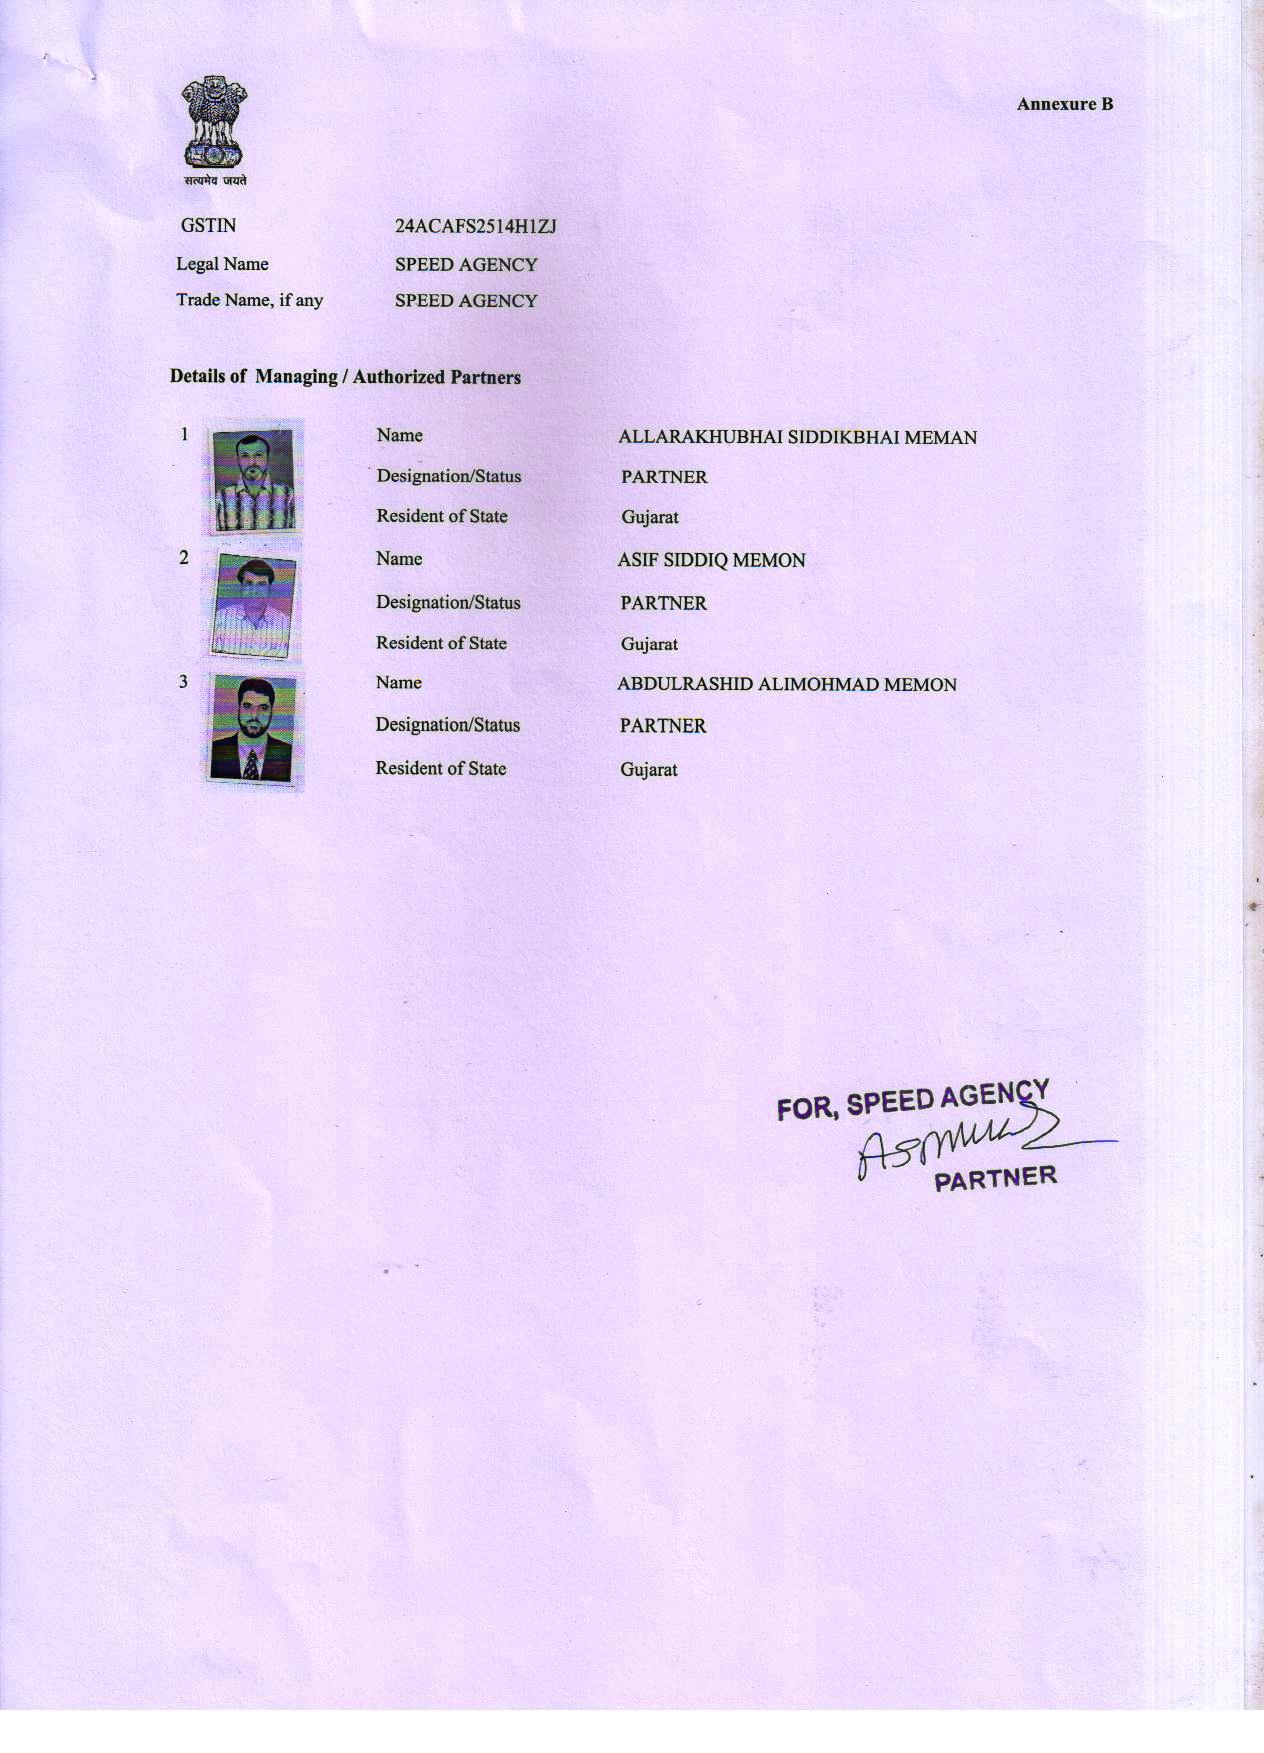 Annexure B
सत्यमेव जयते
GSTIN 24ACAFS2514H1ZJ
Legal Name SPEED AGENCY
Trade Name, if any SPEED AGENCY
Details of Managing / Authorized Partners
1 Name ALLARAKHUBHAI SIDDIKBHAI MEMAN
Designation/Status PARTNER
Resident of State Gujarat
2 Name ASIF SIDDIQ MEMON
Designation/Status PARTNER
Resident of State Gujarat
3 Name ABDULRASHID ALIMOHMAD MEMON
Designation/Status PARTNER
Resident of State Gujarat
FOR, SPEED AGENCY
PARTNER